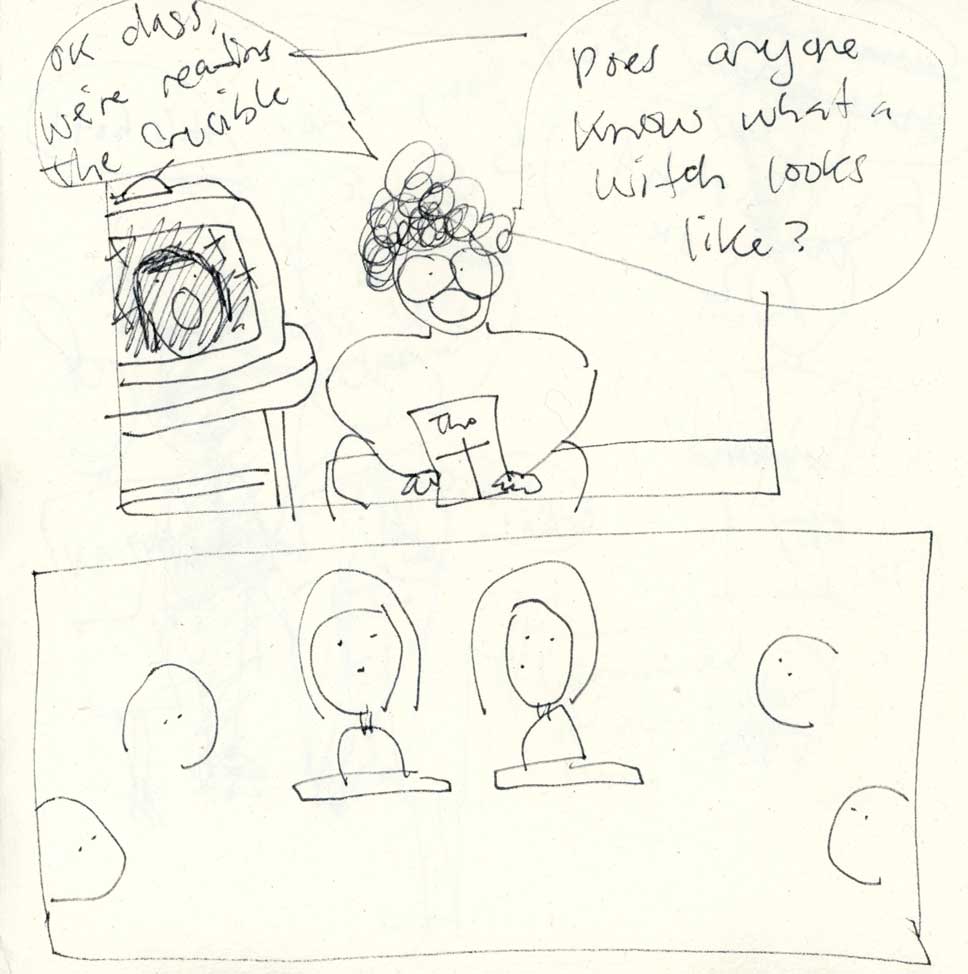 ok class,
we're reading
the crucible
Does anyone
know what a
witch looks
like?
The